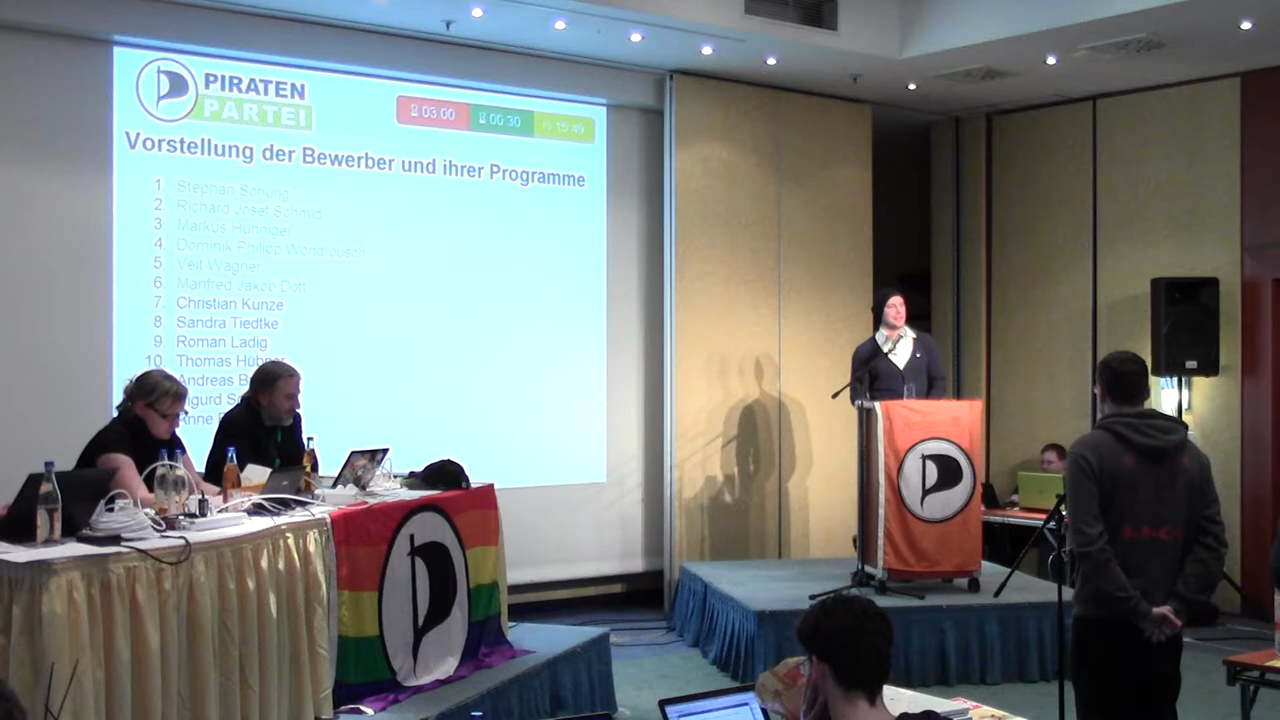 PIRATEN
PARTEI
03:00 00:30 15:49
Vorstellung der Bewerber und ihrer Programme
1. Stephan Schurig
2. Richard Josef Schmid
3. Markus Hünniger
4. Dominik Philipp Wondrousch
5. Veit Wagner
6. Manfred Jakob Dott
7. Christian Kunze
8. Sandra Tiedtke
9. Roman Ladig
10. Thomas Hübner
Andreas